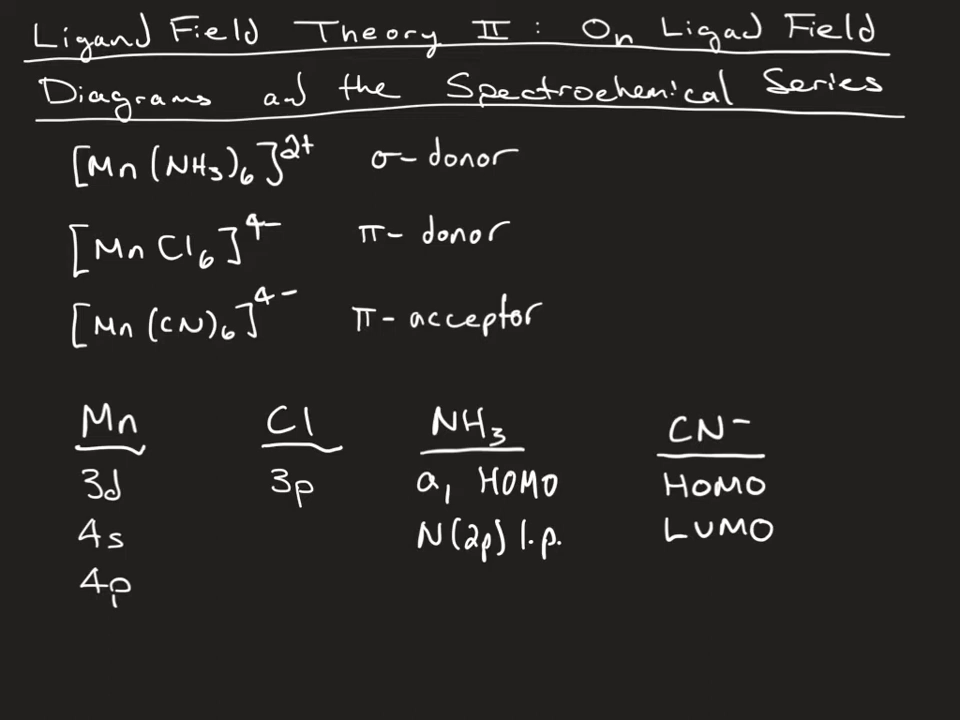 Ligand Field Theory II : On Ligad Field
Diagrams and the Spectrochemical Series
[Mn(NH₃)₆]²⁺ σ-donor
[MnCl₆]⁴⁻ π-donor
[Mn(CN)₆]⁴⁻ π-acceptor
Mn Cl NH₃ CN⁻
3d 3p a₁ HOMO HOMO
4s N(2p) l.p. LUMO
4p